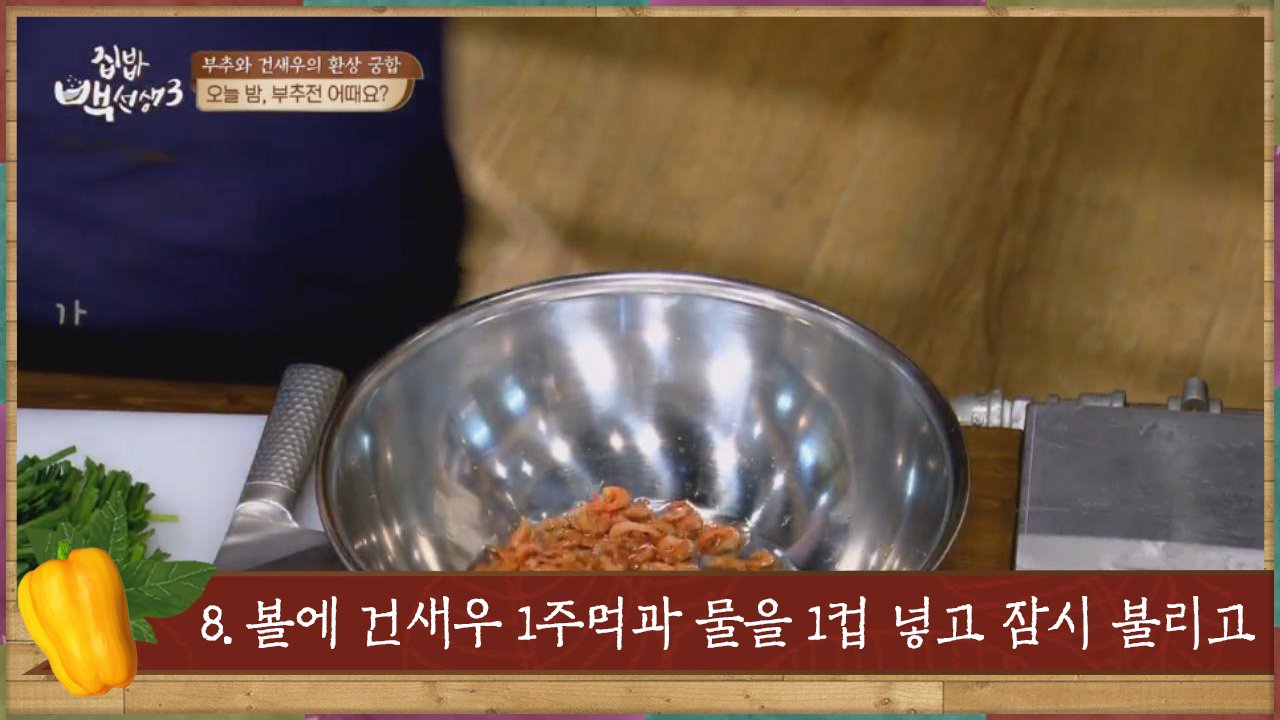 집밥
백선생3
부추와 건새우의 환상 궁합
오늘 밤, 부추전 어때요?
가
8. 볼에 건새우 1주먹과 물을 1컵 넣고 잠시 불리고